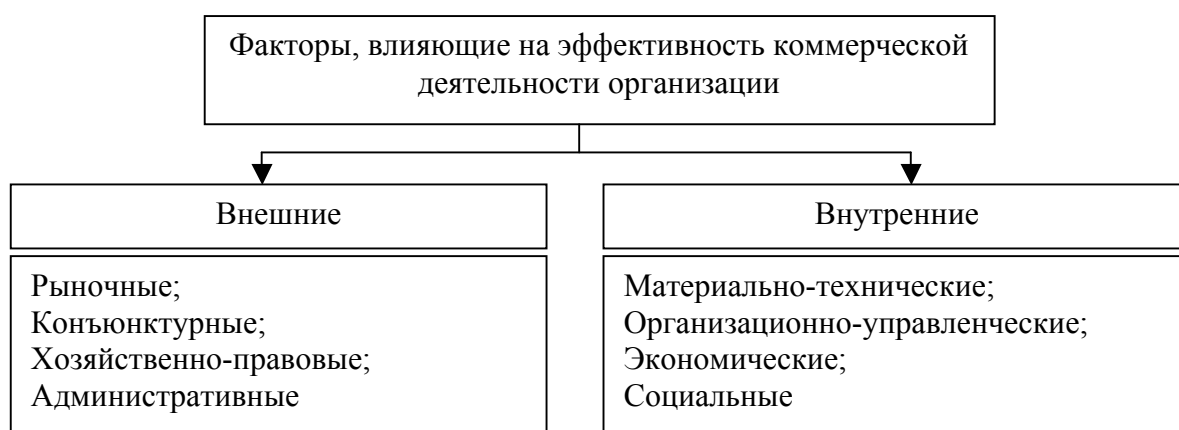 Факторы, влияющие на эффективность коммерческой
деятельности организации
Внешние
Внутренние
Рыночные;
Конъюнктурные;
Хозяйственно-правовые;
Административные
Материально-технические;
Организационно-управленческие;
Экономические;
Социальные